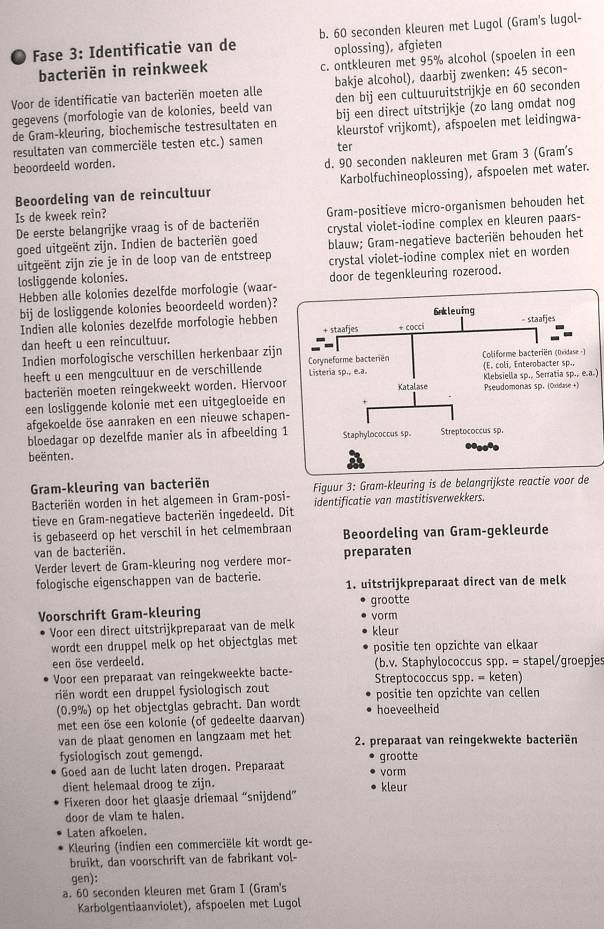 Fase 3: Identificatie van de
bacteriën in reinkweek
Voor de identificatie van bacteriën moeten alle
gegevens (morfologie van de kolonies, beeld van
de Gram-kleuring, biochemische testresultaten en
resultaten van commerciële testen etc.) samen
beoordeeld worden.
Beoordeling van de reincultuur
Is de kweek rein?
De eerste belangrijke vraag is of de bacteriën
goed uitgeënt zijn. Indien de bacteriën goed
uitgeënt zijn zie je in de loop van de entstreep
losliggende kolonies.
Hebben alle kolonies dezelfde morfologie (waar-
bij de losliggende kolonies beoordeeld worden)?
Indien alle kolonies dezelfde morfologie hebben
dan heeft u een reincultuur.
Indien morfologische verschillen herkenbaar zijn
heeft u een mengcultuur en de verschillende
bacteriën moeten reingekweekt worden. Hiervoor
een losliggende kolonie met een uitgegloeide en
afgekoelde öse aanraken en een nieuwe schapen-
bloedagar op dezelfde manier als in afbeelding 1
beënten.
Gram-kleuring van bacteriën
Bacteriën worden in het algemeen in Gram-posi-
tieve en Gram-negatieve bacteriën ingedeeld. Dit
is gebaseerd op het verschil in het celmembraan
van de bacteriën.
Verder levert de Gram-kleuring nog verdere mor-
fologische eigenschappen van de bacterie.
Voorschrift Gram-kleuring
• Voor een direct uitstrijkpreparaat van de melk
wordt een druppel melk op het objectglas met
een öse verdeeld.
• Voor een preparaat van reingekweekte bacte-
riën wordt een druppel fysiologisch zout
(0.9%) op het objectglas gebracht. Dan wordt
met een öse een kolonie (of gedeelte daarvan)
van de plaat genomen en langzaam met het
fysiologisch zout gemengd.
• Goed aan de lucht laten drogen. Preparaat
dient helemaal droog te zijn.
• Fixeren door het glaasje driemaal "snijdend"
door de vlam te halen.
• Laten afkoelen.
• Kleuring (indien een commerciële kit wordt ge-
bruikt, dan voorschrift van de fabrikant vol-
gen):
a. 60 seconden kleuren met Gram I (Gram's
Karbolgentiaanviolet), afspoelen met Lugol
b. 60 seconden kleuren met Lugol (Gram's lugol-
oplossing), afgieten
c. ontkleuren met 95% alcohol (spoelen in een
bakje alcohol), daarbij zwenken: 45 secon-
den bij een cultuuruitstrijkje en 60 seconden
bij een direct uitstrijkje (zo lang omdat nog
kleurstof vrijkomt), afspoelen met leidingwa-
ter
d. 90 seconden nakleuren met Gram 3 (Gram's
Karbolfuchineoplossing), afspoelen met water.
Gram-positieve micro-organismen behouden het
crystal violet-iodine complex en kleuren paars-
blauw; Gram-negatieve bacteriën behouden het
crystal violet-iodine complex niet en worden
door de tegenkleuring rozerood.
+ staafjes
+ cocci
- staafjes
Coryneforme bacteriën
Listeria sp., e.a.
Coliforme bacteriën (Oxidase -)
(E. coli, Enterobacter sp.,
Klebsiella sp., Serratia sp., e.a.)
Pseudomonas sp. (Oxidase +)
Katalase
+
-
Staphylococcus sp.
Streptococcus sp.
Figuur 3: Gram-kleuring is de belangrijkste reactie voor de
identificatie van mastitisverwekkers.
Beoordeling van Gram-gekleurde
preparaten
1. uitstrijkpreparaat direct van de melk
• grootte
• vorm
• kleur
• positie ten opzichte van elkaar
(b.v. Staphylococcus spp. = stapel/groepjes
Streptococcus spp. = keten)
• positie ten opzichte van cellen
• hoeveelheid
2. preparaat van reingekwekte bacteriën
• grootte
• vorm
• kleur